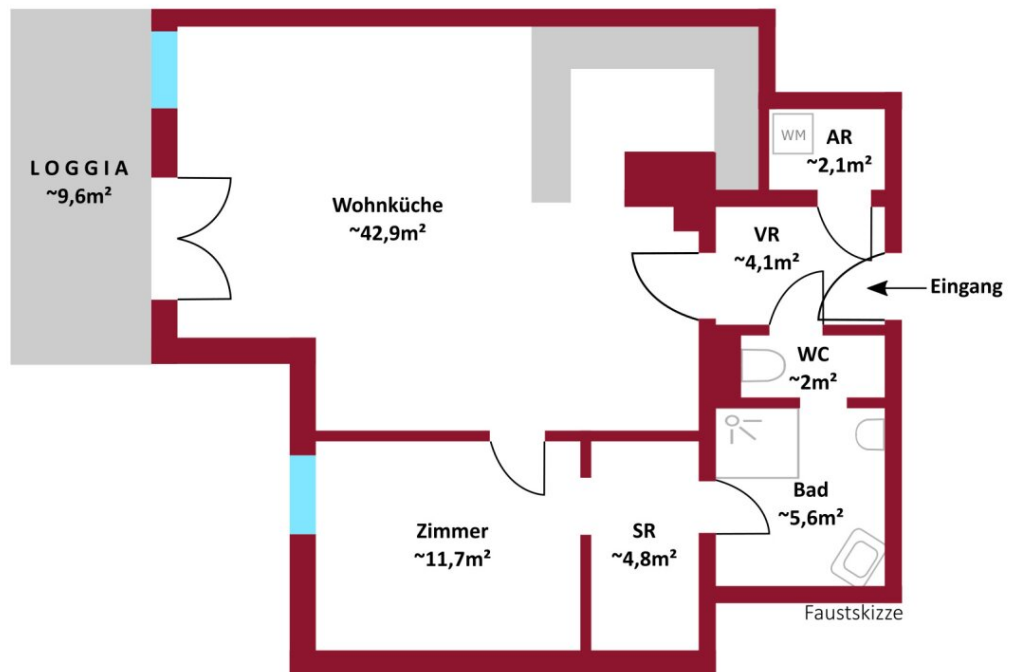 LOGGIA
~9,6m²
Wohnküche
~42,9m²
WM
AR
~2,1m²
VR
~4,1m²
Eingang
WC
~2m²
Bad
~5,6m²
Zimmer
~11,7m²
SR
~4,8m²
Faustskizze